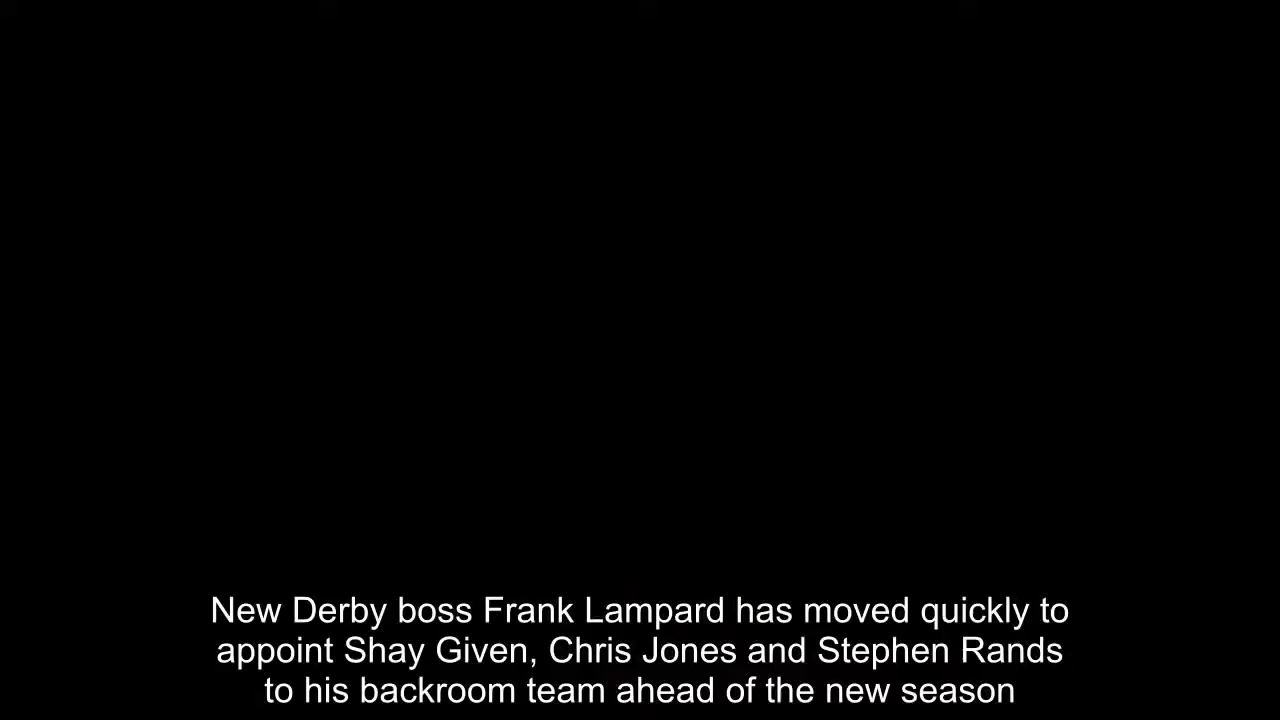 New Derby boss Frank Lampard has moved quickly to
appoint Shay Given, Chris Jones and Stephen Rands
to his backroom team ahead of the new season